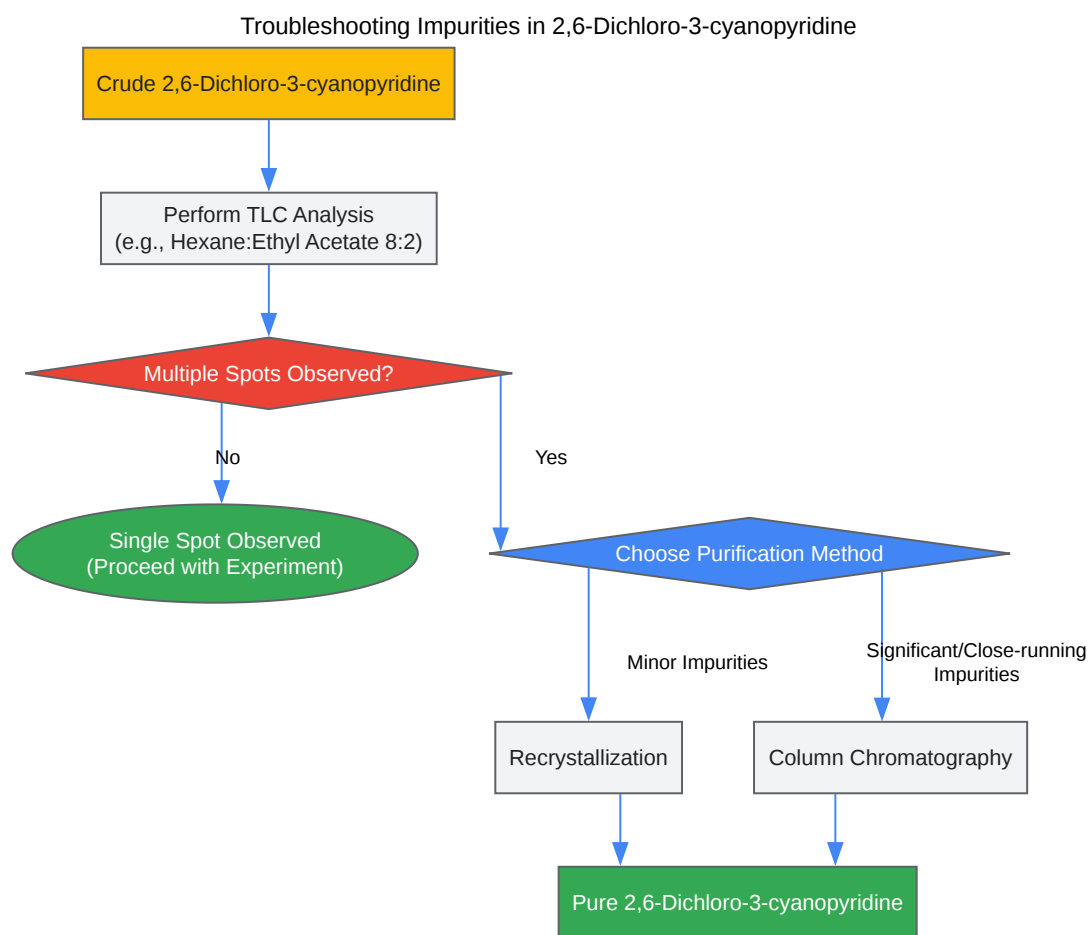 Troubleshooting Impurities in 2,6-Dichloro-3-cyanopyridine
Crude 2,6-Dichloro-3-cyanopyridine
Perform TLC Analysis
(e.g., Hexane:Ethyl Acetate 8:2)
Multiple Spots Observed?
No
Yes
Single Spot Observed
(Proceed with Experiment)
Choose Purification Method
Minor Impurities
Significant/Close-running
Impurities
Recrystallization
Column Chromatography
Pure 2,6-Dichloro-3-cyanopyridine